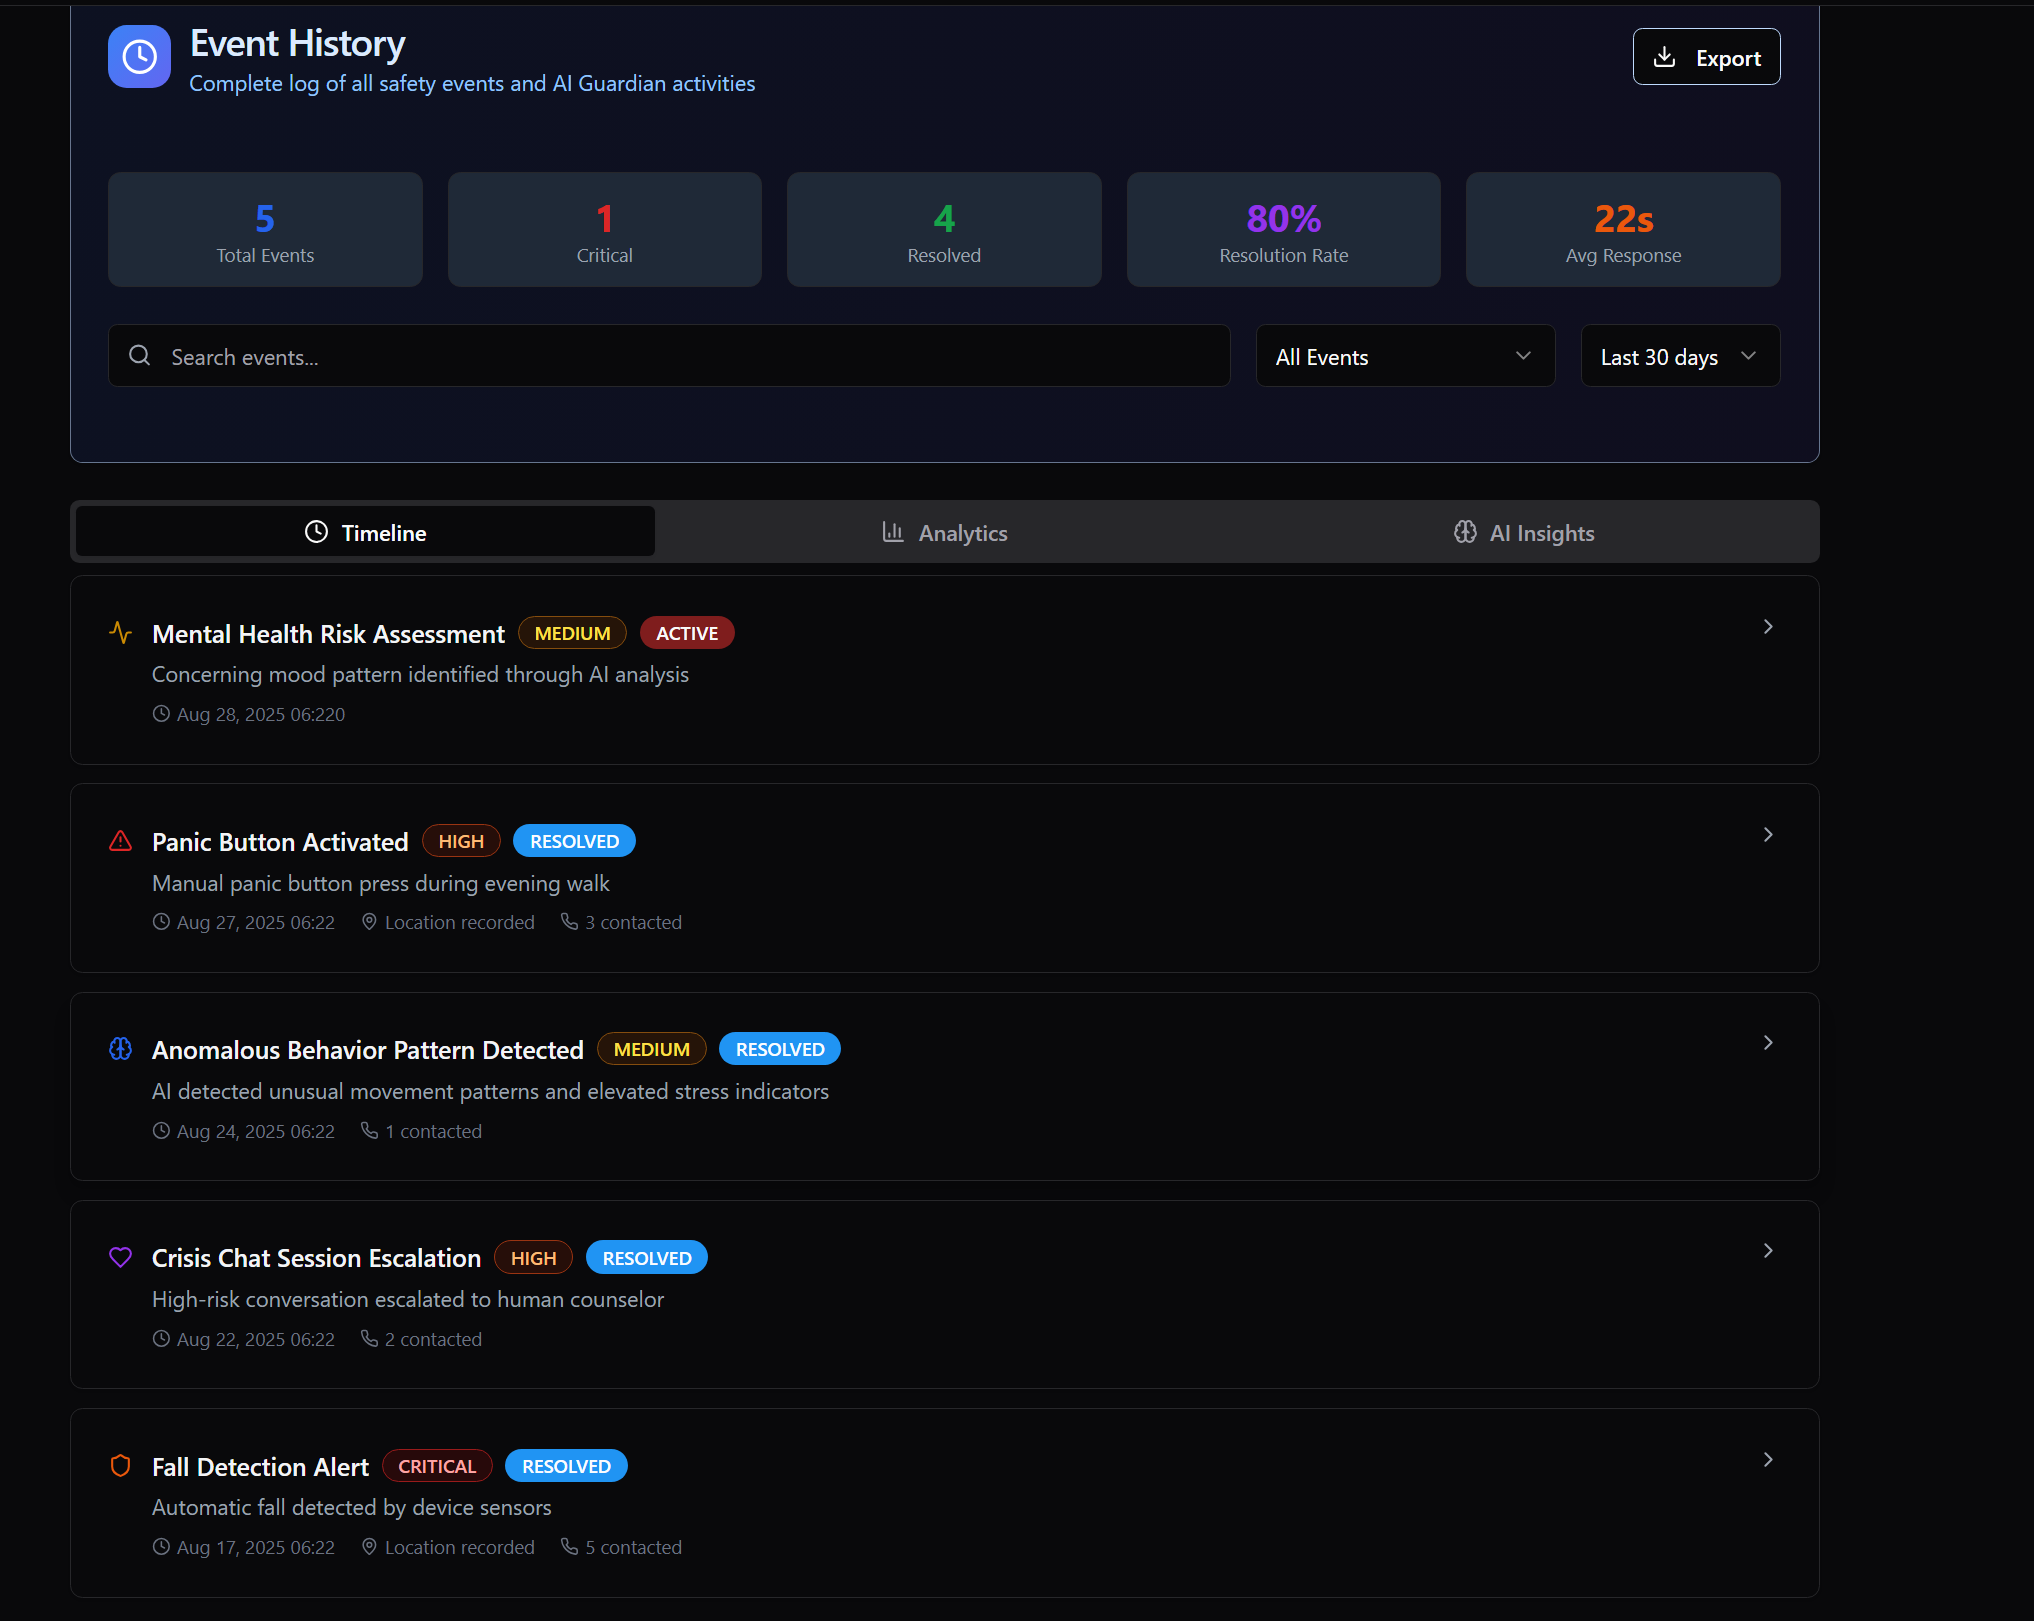 Event History
Complete log of all safety events and AI Guardian activities
Export
5
Total Events
1
Critical
4
Resolved
80%
Resolution Rate
22s
Avg Response
Search events...
All Events
Last 30 days
Timeline
Analytics
AI Insights
Mental Health Risk Assessment MEDIUM ACTIVE
Concerning mood pattern identified through AI analysis
Aug 28, 2025 06:220
Panic Button Activated HIGH RESOLVED
Manual panic button press during evening walk
Aug 27, 2025 06:22 Location recorded 3 contacted
Anomalous Behavior Pattern Detected MEDIUM RESOLVED
AI detected unusual movement patterns and elevated stress indicators
Aug 24, 2025 06:22 1 contacted
Crisis Chat Session Escalation HIGH RESOLVED
High-risk conversation escalated to human counselor
Aug 22, 2025 06:22 2 contacted
Fall Detection Alert CRITICAL RESOLVED
Automatic fall detected by device sensors
Aug 17, 2025 06:22 Location recorded 5 contacted